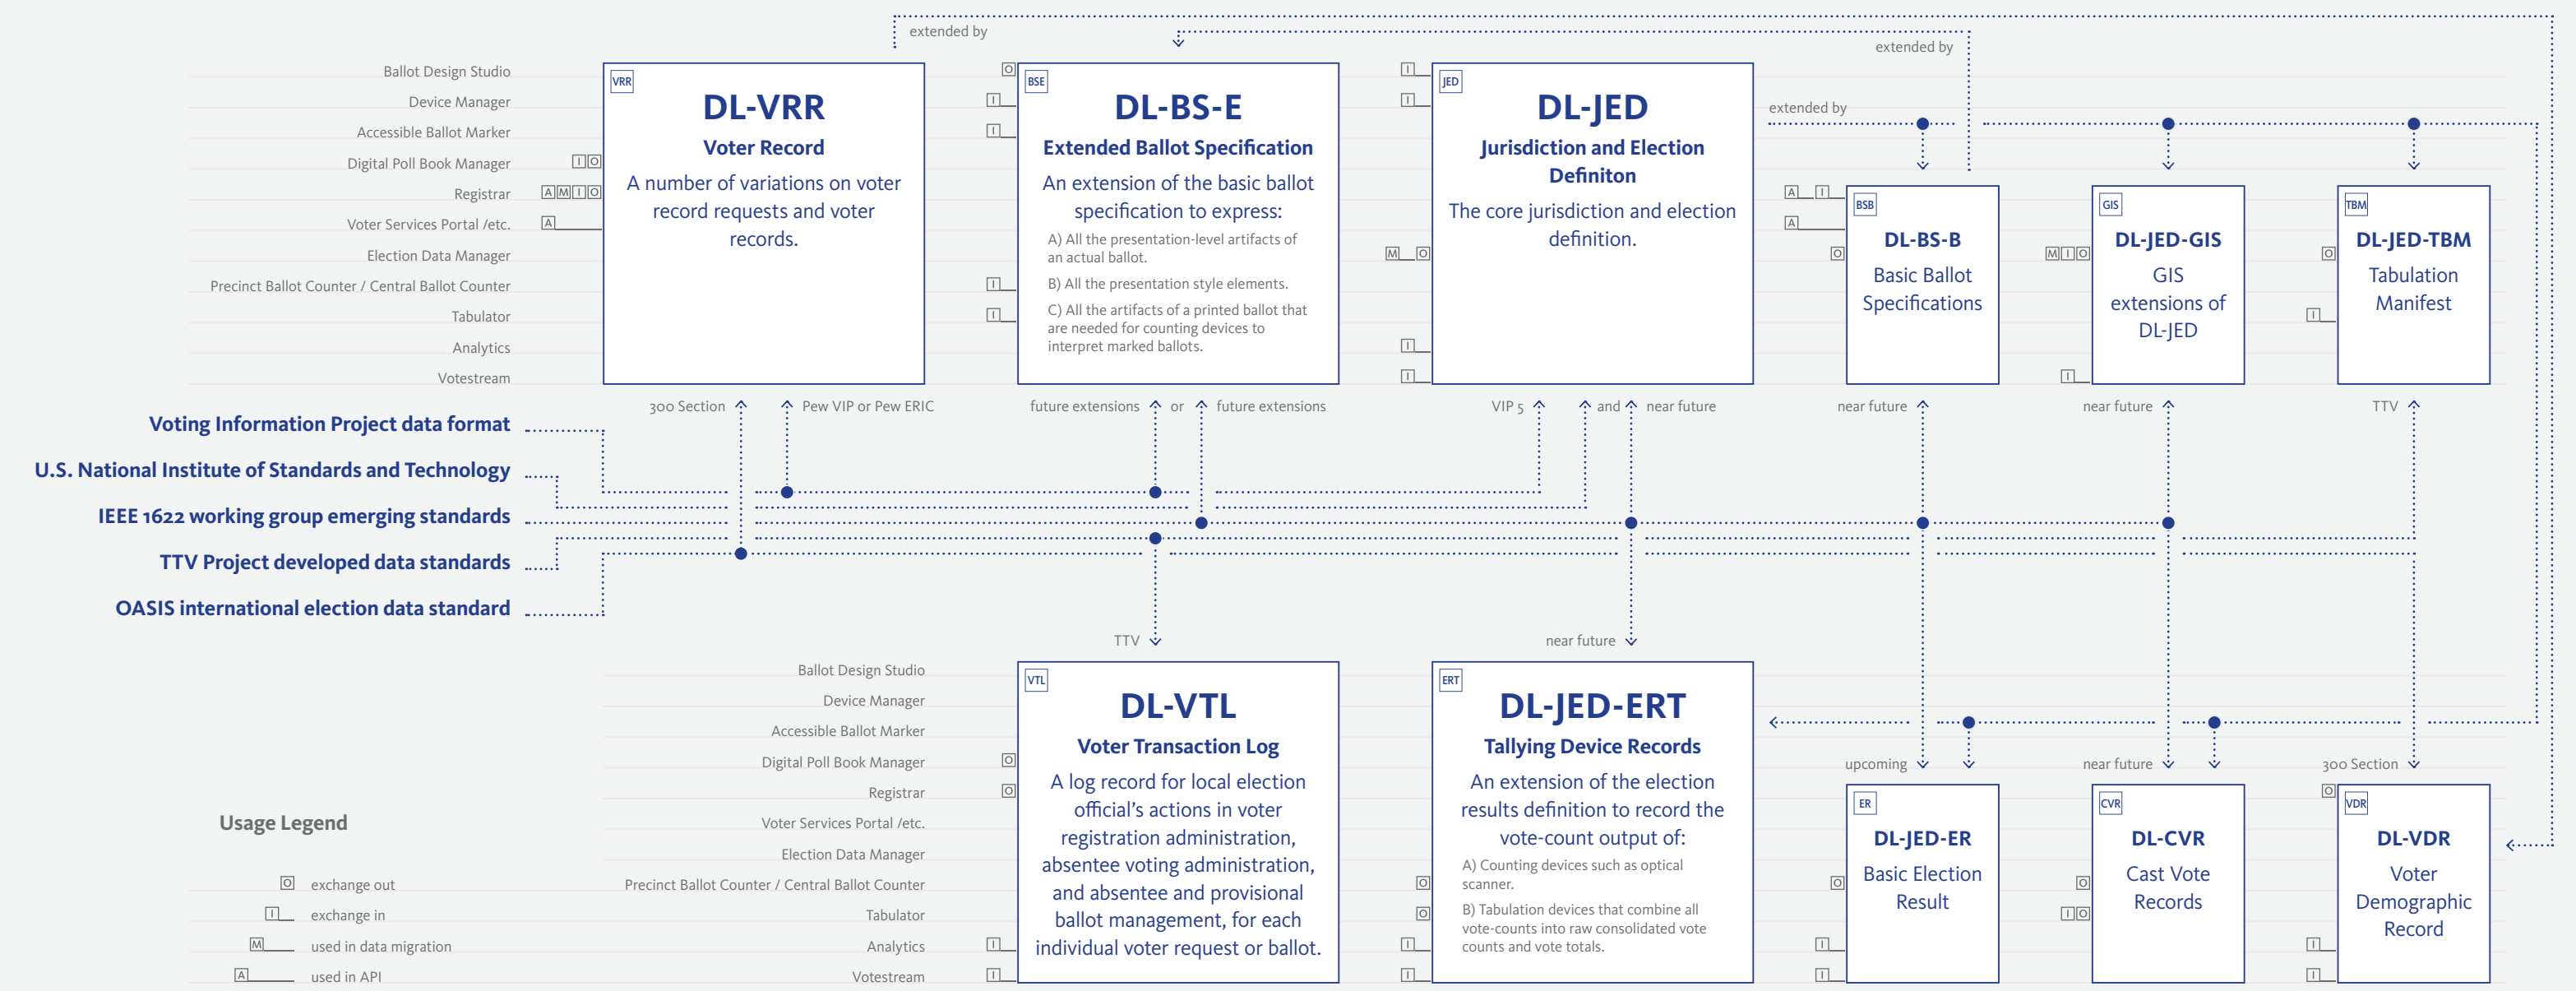 extended by
extended by
Ballot Design Studio
Device Manager
Accessible Ballot Marker
Digital Poll Book Manager
Registrar
Voter Services Portal /etc.
Election Data Manager
Precinct Ballot Counter / Central Ballot Counter
Tabulator
Analytics
Votestream
I O
A M I O
A
VRR
DL-VRR
Voter Record
A number of variations on voter
record requests and voter
records.
O
I
I
I
I
BSE
DL-BS-E
Extended Ballot Specification
An extension of the basic ballot
specification to express:
A) All the presentation-level artifacts of
an actual ballot.
B) All the presentation style elements.
C) All the artifacts of a printed ballot that
are needed for counting devices to
interpret marked ballots.
I
I
M O
I
I
JED
DL-JED
Jurisdiction and Election
Definiton
The core jurisdiction and election
definition.
extended by
A I
A
O
BSB
DL-BS-B
Basic Ballot
Specifications
M I O
I
GIS
DL-JED-GIS
GIS
extensions of
DL-JED
O
I
TBM
DL-JED-TBM
Tabulation
Manifest
300 Section
Pew VIP or Pew ERIC
future extensions
or
future extensions
VIP 5
and
near future
near future
near future
TTV
Voting Information Project data format
U.S. National Institute of Standards and Technology
IEEE 1622 working group emerging standards
TTV Project developed data standards
OASIS international election data standard
TTV
near future
Ballot Design Studio
Device Manager
Accessible Ballot Marker
Digital Poll Book Manager
Registrar
Voter Services Portal /etc.
Election Data Manager
Precinct Ballot Counter / Central Ballot Counter
Tabulator
Analytics
Votestream
O
O
I
I
VTL
DL-VTL
Voter Transaction Log
A log record for local election
official's actions in voter
registration administration,
absentee voting administration,
and absentee and provisional
ballot management, for each
individual voter request or ballot.
O
O
I
I
ERT
DL-JED-ERT
Tallying Device Records
An extension of the election
results definition to record the
vote-count output of:
A) Counting devices such as optical
scanner.
B) Tabulation devices that combine all
vote-counts into raw consolidated vote
counts and vote totals.
upcoming
O
I
I
ER
DL-JED-ER
Basic Election
Result
near future
O
I O
CVR
DL-CVR
Cast Vote
Records
300 Section
O
I
I
VDR
DL-VDR
Voter
Demographic
Record
Usage Legend
O exchange out
I exchange in
M used in data migration
A used in API